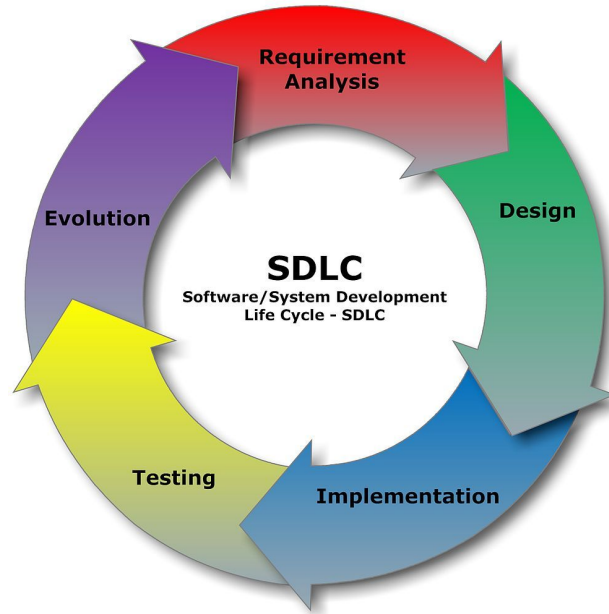 Requirement
Analysis
Design
Implementation
Testing
Evolution
SDLC
Software/System Development
Life Cycle - SDLC